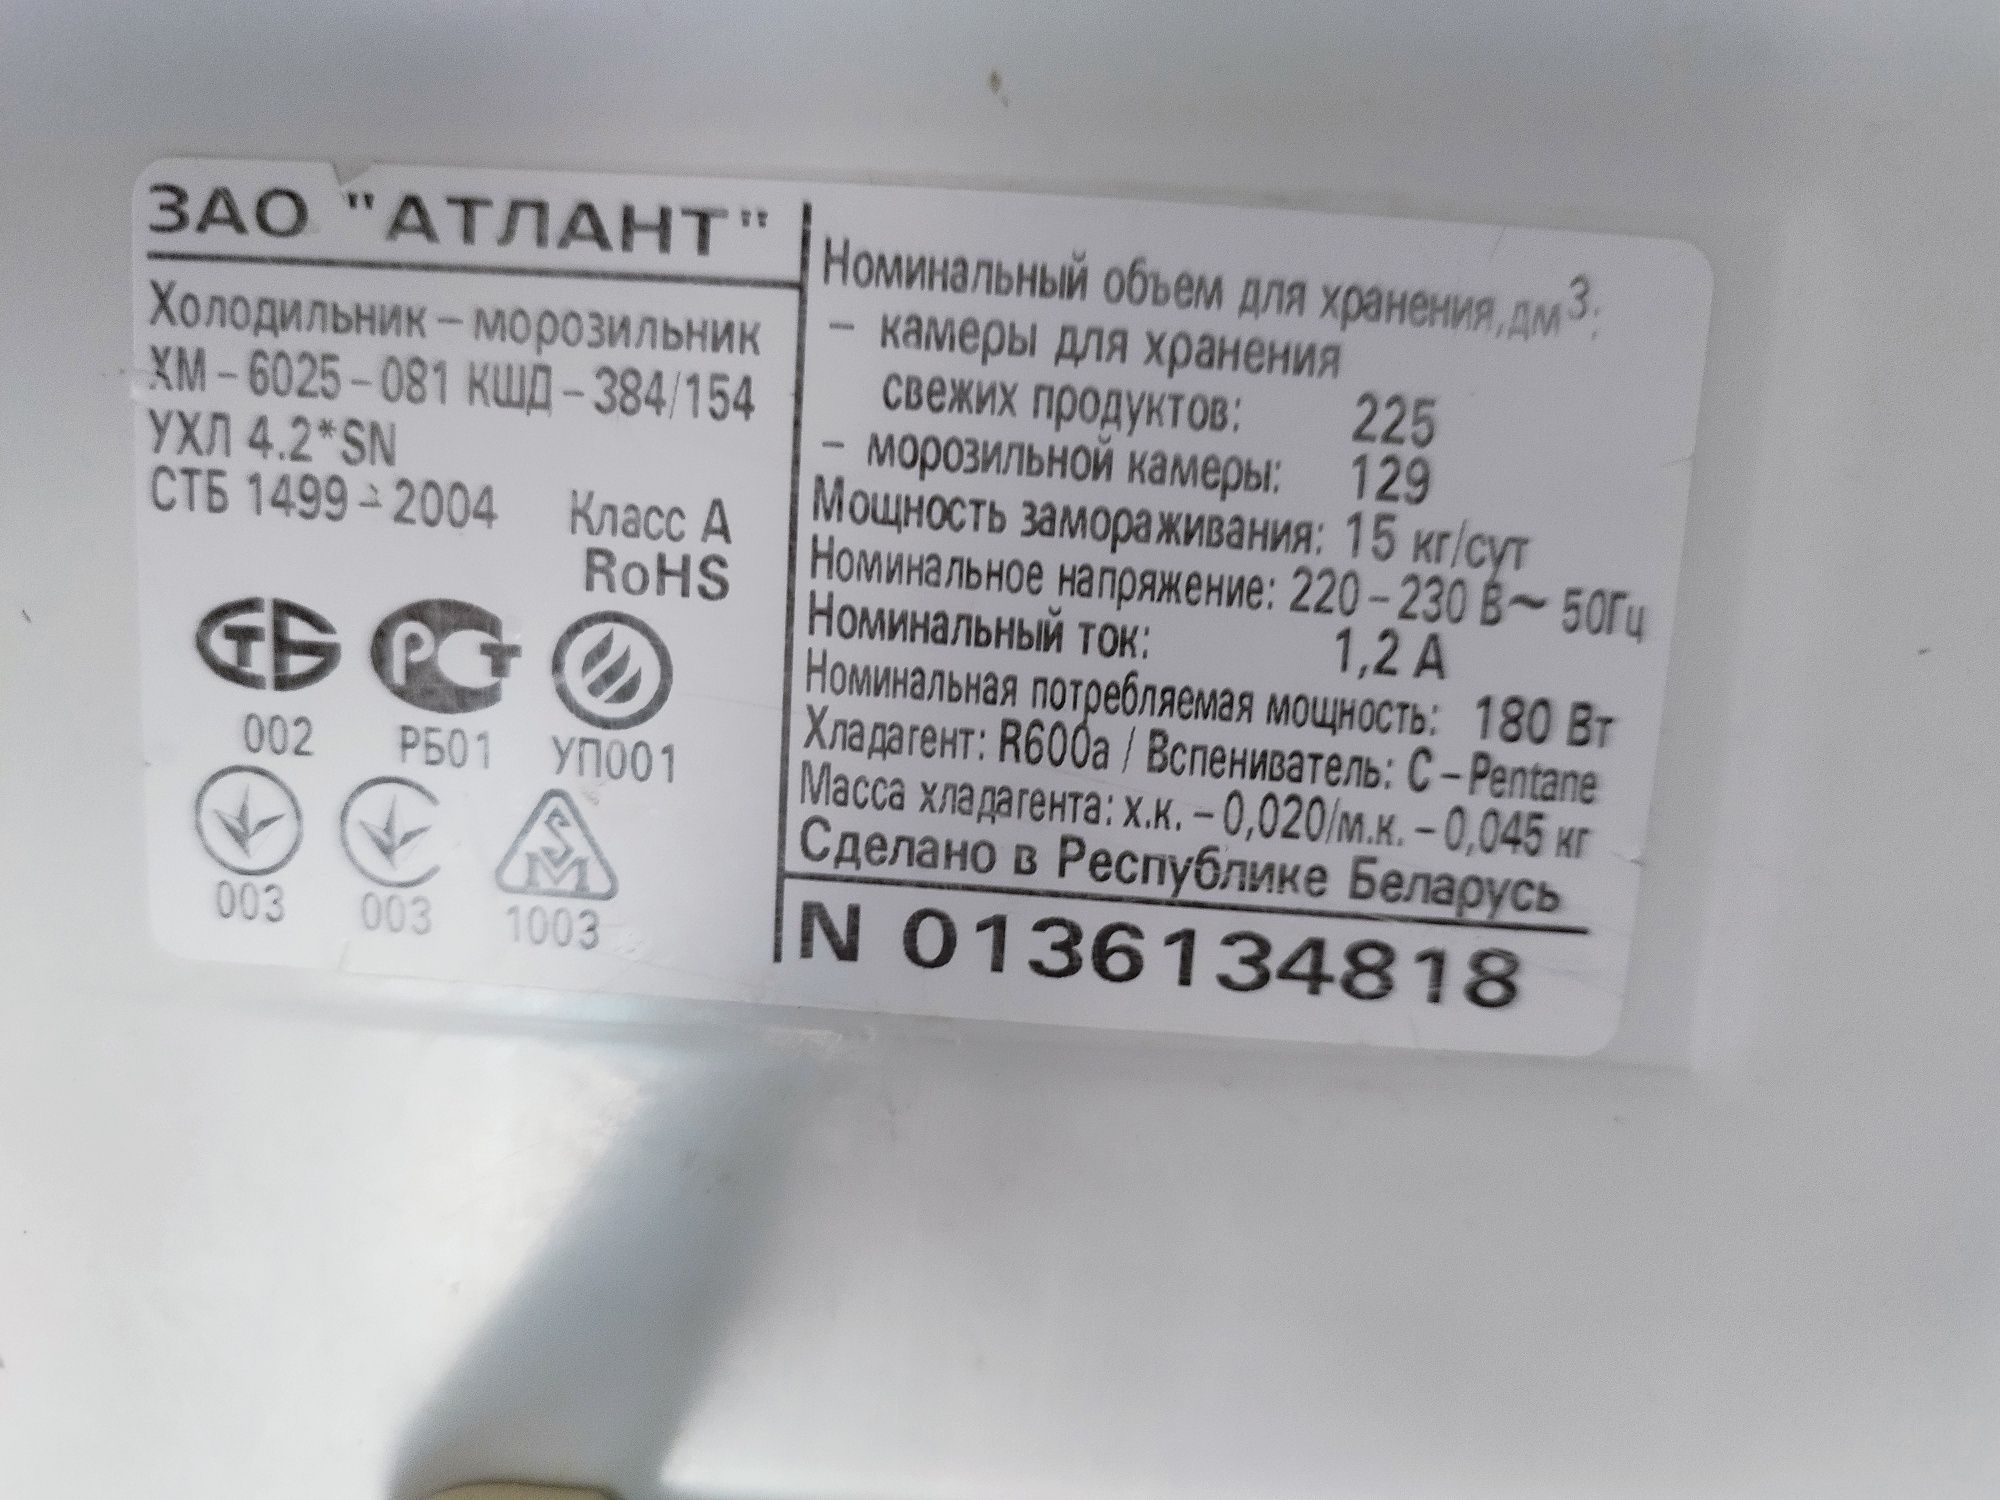 ЗАО "АТЛАНТ"
Холодильник – морозильник
ХМ – 6025 – 081 КШД – 384/154
УХЛ 4.2*SN
СТБ 1499 – 2004 Класс А
RoHS
СТБ РСТ
002 РБ01 УП001
SM
003 003 1003
Номинальный объем для хранения, дм³:
– камеры для хранения
свежих продуктов: 225
– морозильной камеры: 129
Мощность замораживания: 15 кг/сут
Номинальное напряжение: 220 – 230 В~ 50Гц
Номинальный ток: 1,2 А
Номинальная потребляемая мощность: 180 Вт
Хладагент: R600a / Вспениватель: C – Pentane
Масса хладагента: х.к. – 0,020/м.к. – 0,045 кг
Сделано в Республике Беларусь
N 0136134818